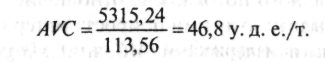 AVC = 5315,24 / 113,56 = 46,8 у. д. е./т.